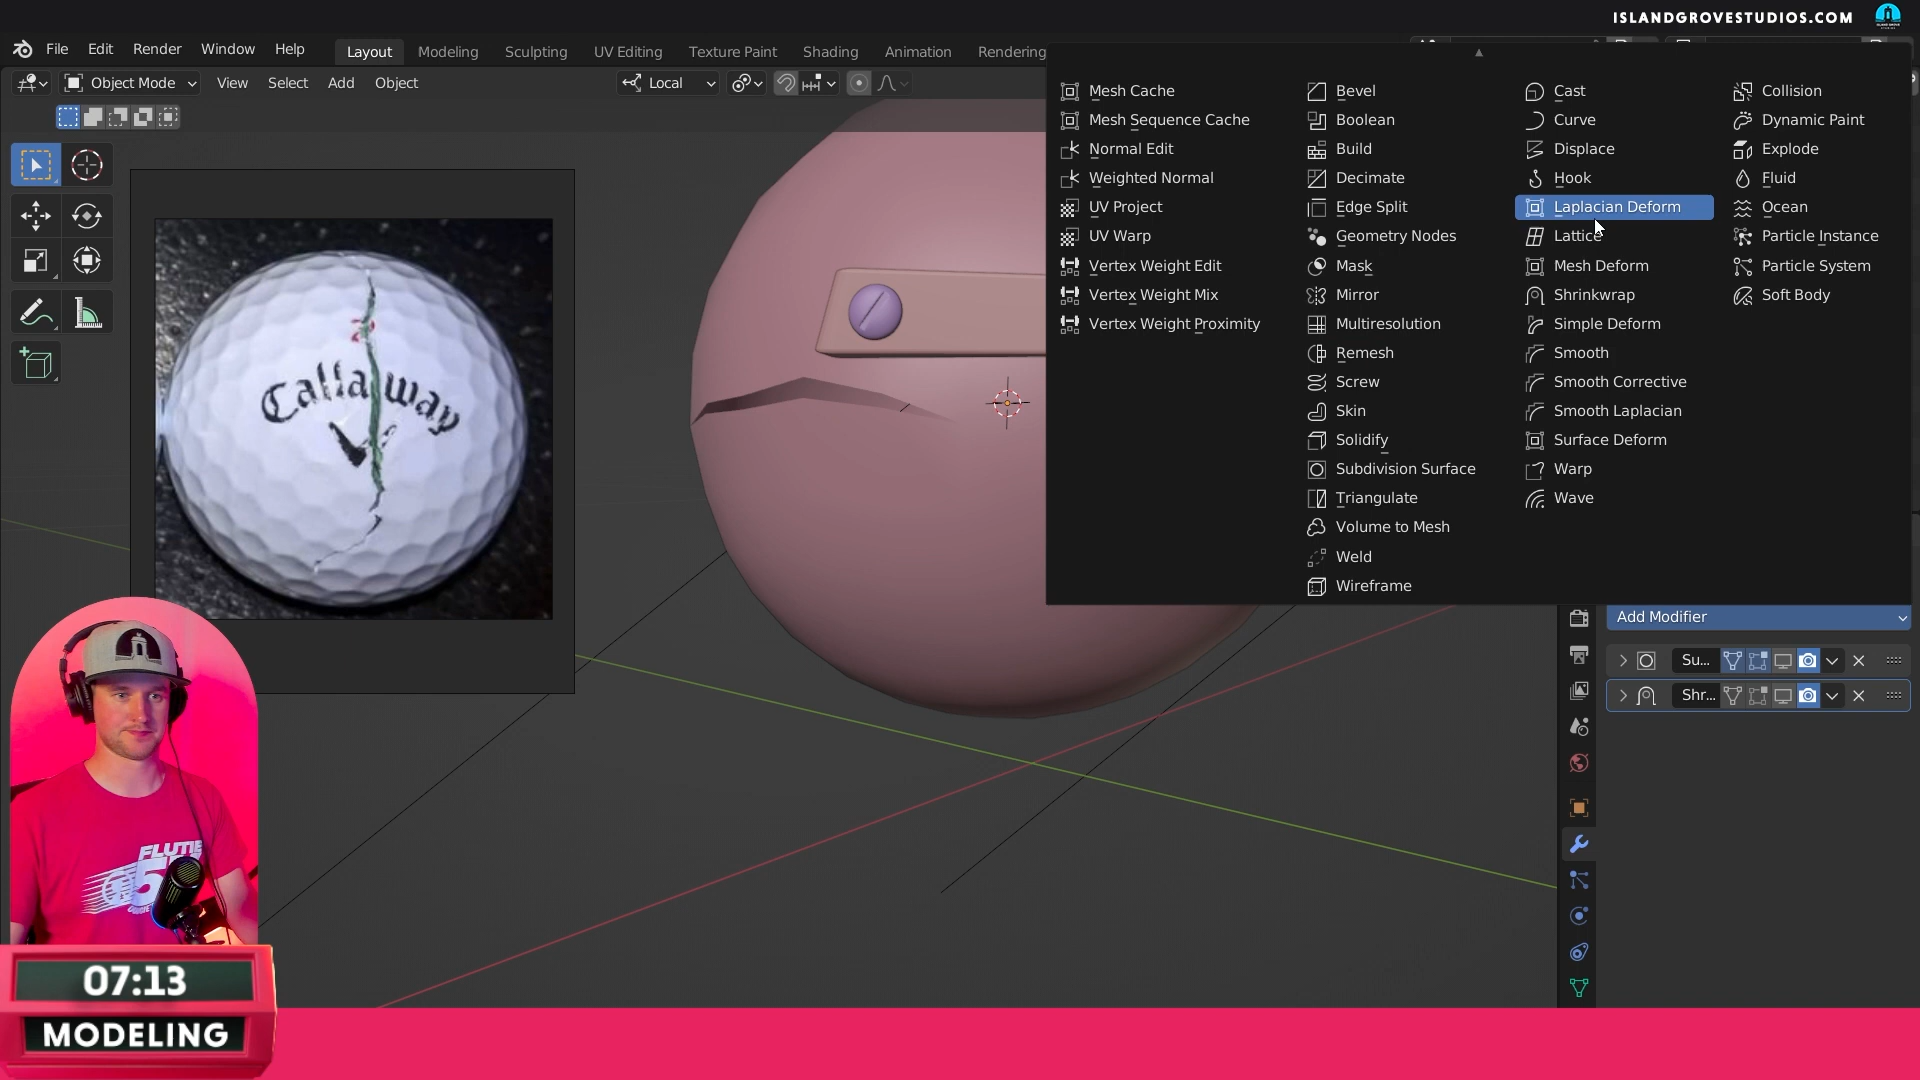 ISLANDGROVESTUDIOS.COM
File Edit Render Window Help
Layout Modeling Sculpting UV Editing Texture Paint Shading Animation Rendering
Object Mode View Select Add Object Local
Mesh Cache
Mesh Sequence Cache
Normal Edit
Weighted Normal
UV Project
UV Warp
Vertex Weight Edit
Vertex Weight Mix
Vertex Weight Proximity
Bevel
Boolean
Build
Decimate
Edge Split
Geometry Nodes
Mask
Mirror
Multiresolution
Remesh
Screw
Skin
Solidify
Subdivision Surface
Triangulate
Volume to Mesh
Weld
Wireframe
Cast
Curve
Displace
Hook
Laplacian Deform
Lattice
Mesh Deform
Shrinkwrap
Simple Deform
Smooth
Smooth Corrective
Smooth Laplacian
Surface Deform
Warp
Wave
Collision
Dynamic Paint
Explode
Fluid
Ocean
Particle Instance
Particle System
Soft Body
Add Modifier
Su...
Shr...
Callaway
07:13
MODELING